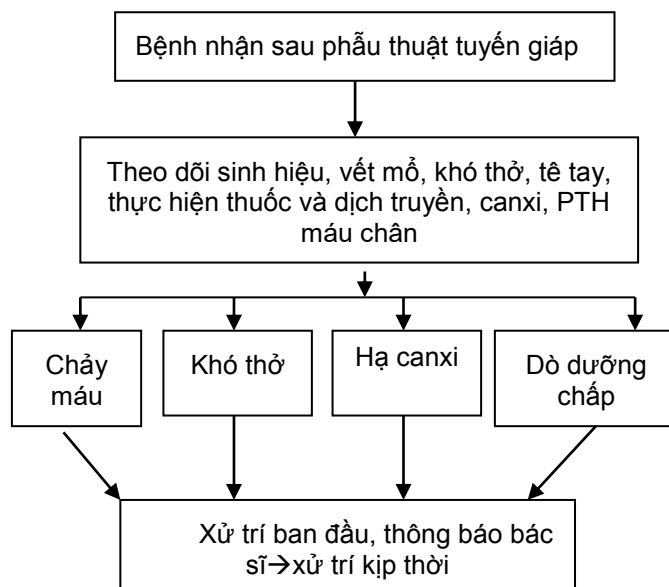 Bệnh nhân sau phẫu thuật tuyến giáp
Theo dõi sinh hiệu, vết mổ, khó thở, tê tay,
thực hiện thuốc và dịch truyền, canxi, PTH
máu chân
Chảy
máu
Khó thở
Hạ canxi
Dò dưỡng
chấp
Xử trí ban đầu, thông báo bác
sĩ→xử trí kịp thời